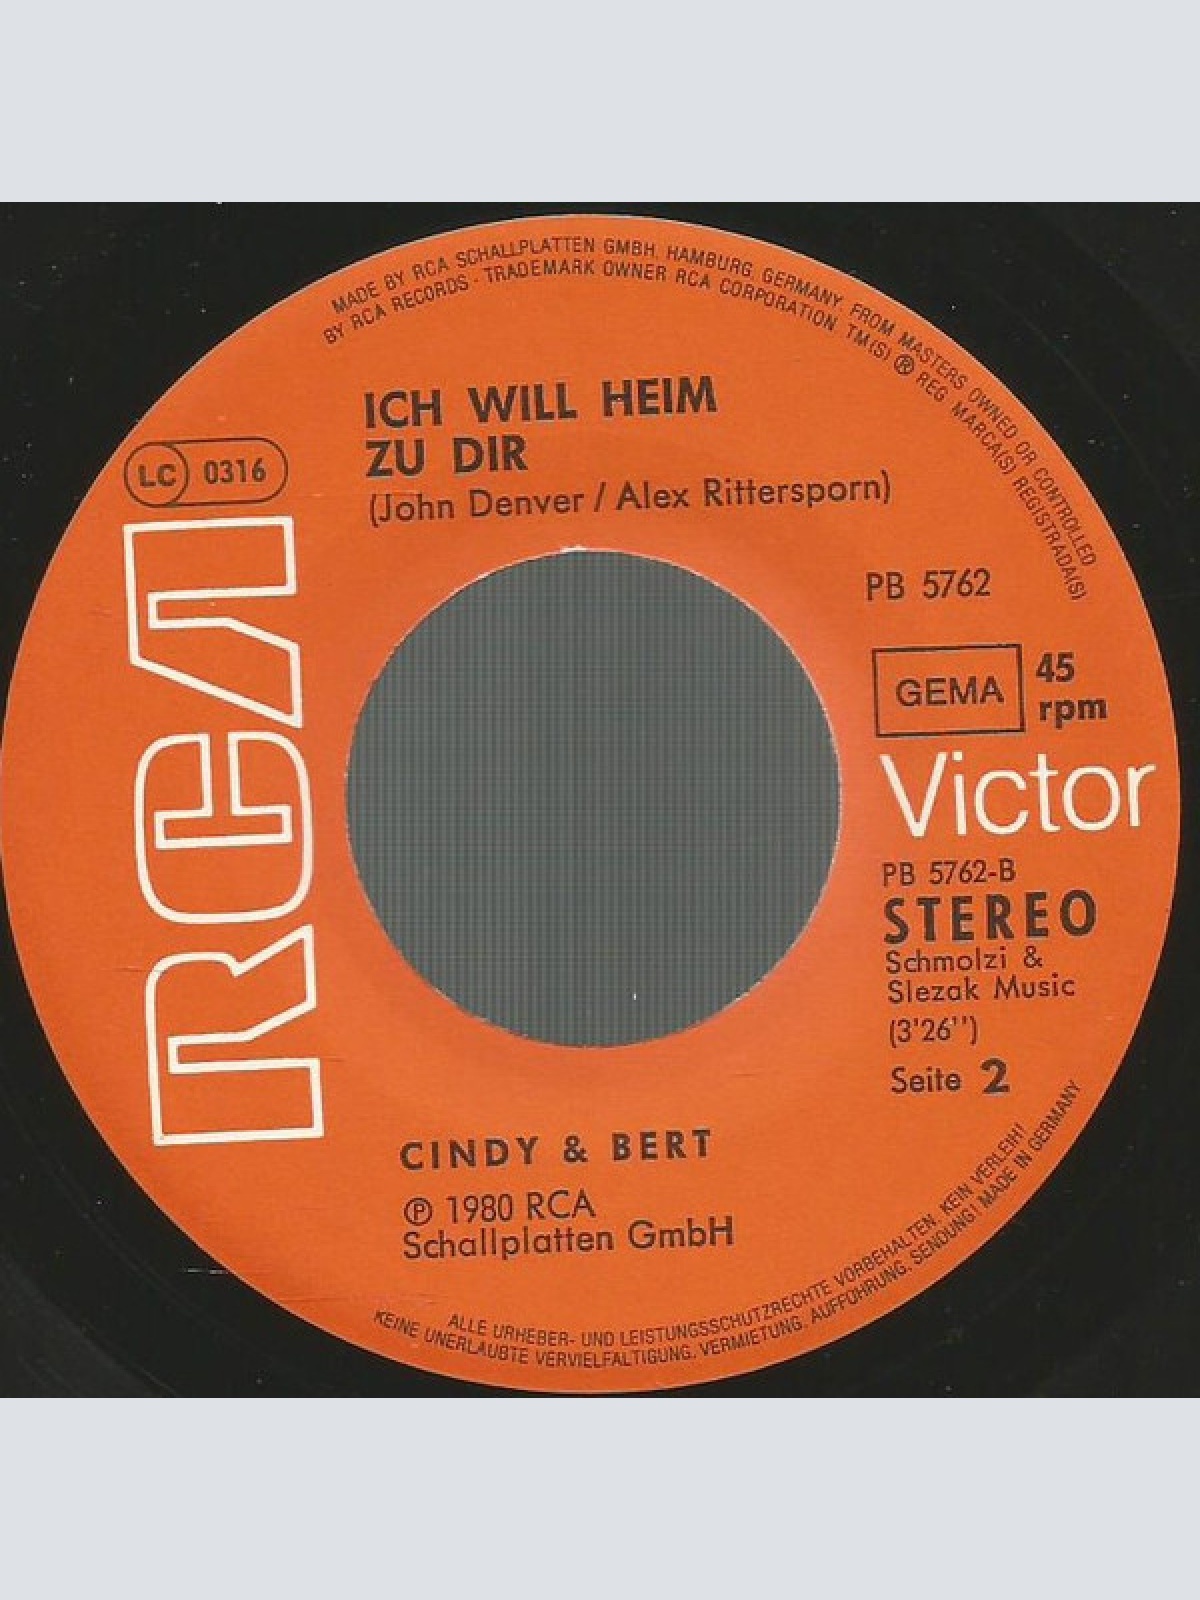 MADE BY RCA SCHALLPLATTEN GMBH, HAMBURG, GERMANY, FROM MASTERS OWNED OR CONTROLLED
BY RCA RECORDS · TRADEMARK OWNER RCA CORPORATION, TM(S) ® REG MARCA(S) REGISTRADA(S)
ICH WILL HEIM
ZU DIR
(John Denver / Alex Rittersporn)
LC 0316
RCA
PB 5762
GEMA
45
rpm
Victor
PB 5762-B
STEREO
Schmolzi &
Slezak Music
(3'26'')
Seite 2
CINDY & BERT
℗ 1980 RCA
Schallplatten GmbH
ALLE URHEBER- UND LEISTUNGSSCHUTZRECHTE VORBEHALTEN. KEIN VERLEIH!
KEINE UNERLAUBTE VERVIELFÄLTIGUNG, VERMIETUNG, AUFFÜHRUNG, SENDUNG! MADE IN GERMANY